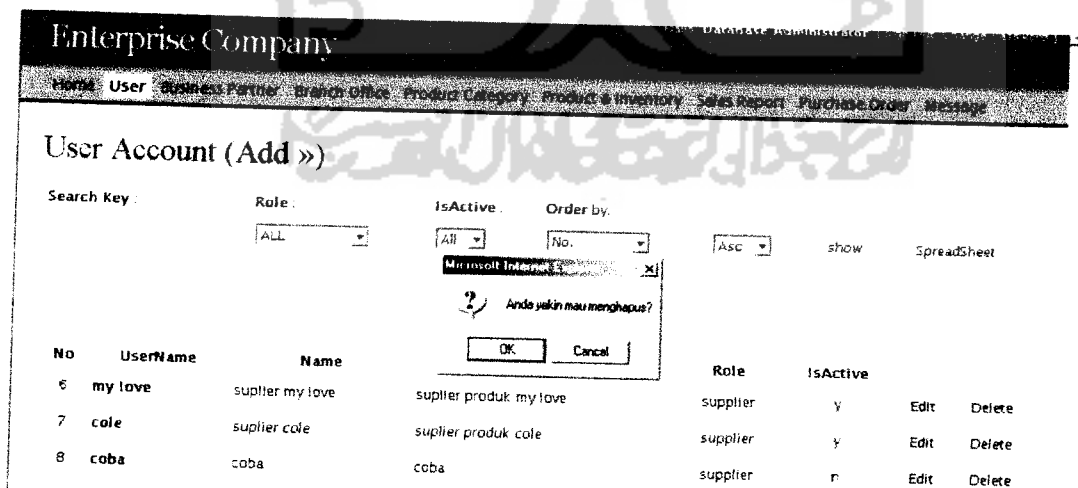 Enterprise Company
Database Administrator
Home User Business Partner Branch Office Product Category Product & Inventory Sales Report Purchase Order Message
User Account (Add »)
Search Key : Role : IsActive : Order by:
ALL All No. Asc show SpreadSheet
Microsoft Internet
Anda yakin mau menghapus?
OK Cancel
No UserName Name Role IsActive
6 my love suplier my love suplier produk my love supplier y Edit Delete
7 cole suplier cole suplier produk cole supplier y Edit Delete
8 coba coba coba supplier n Edit Delete